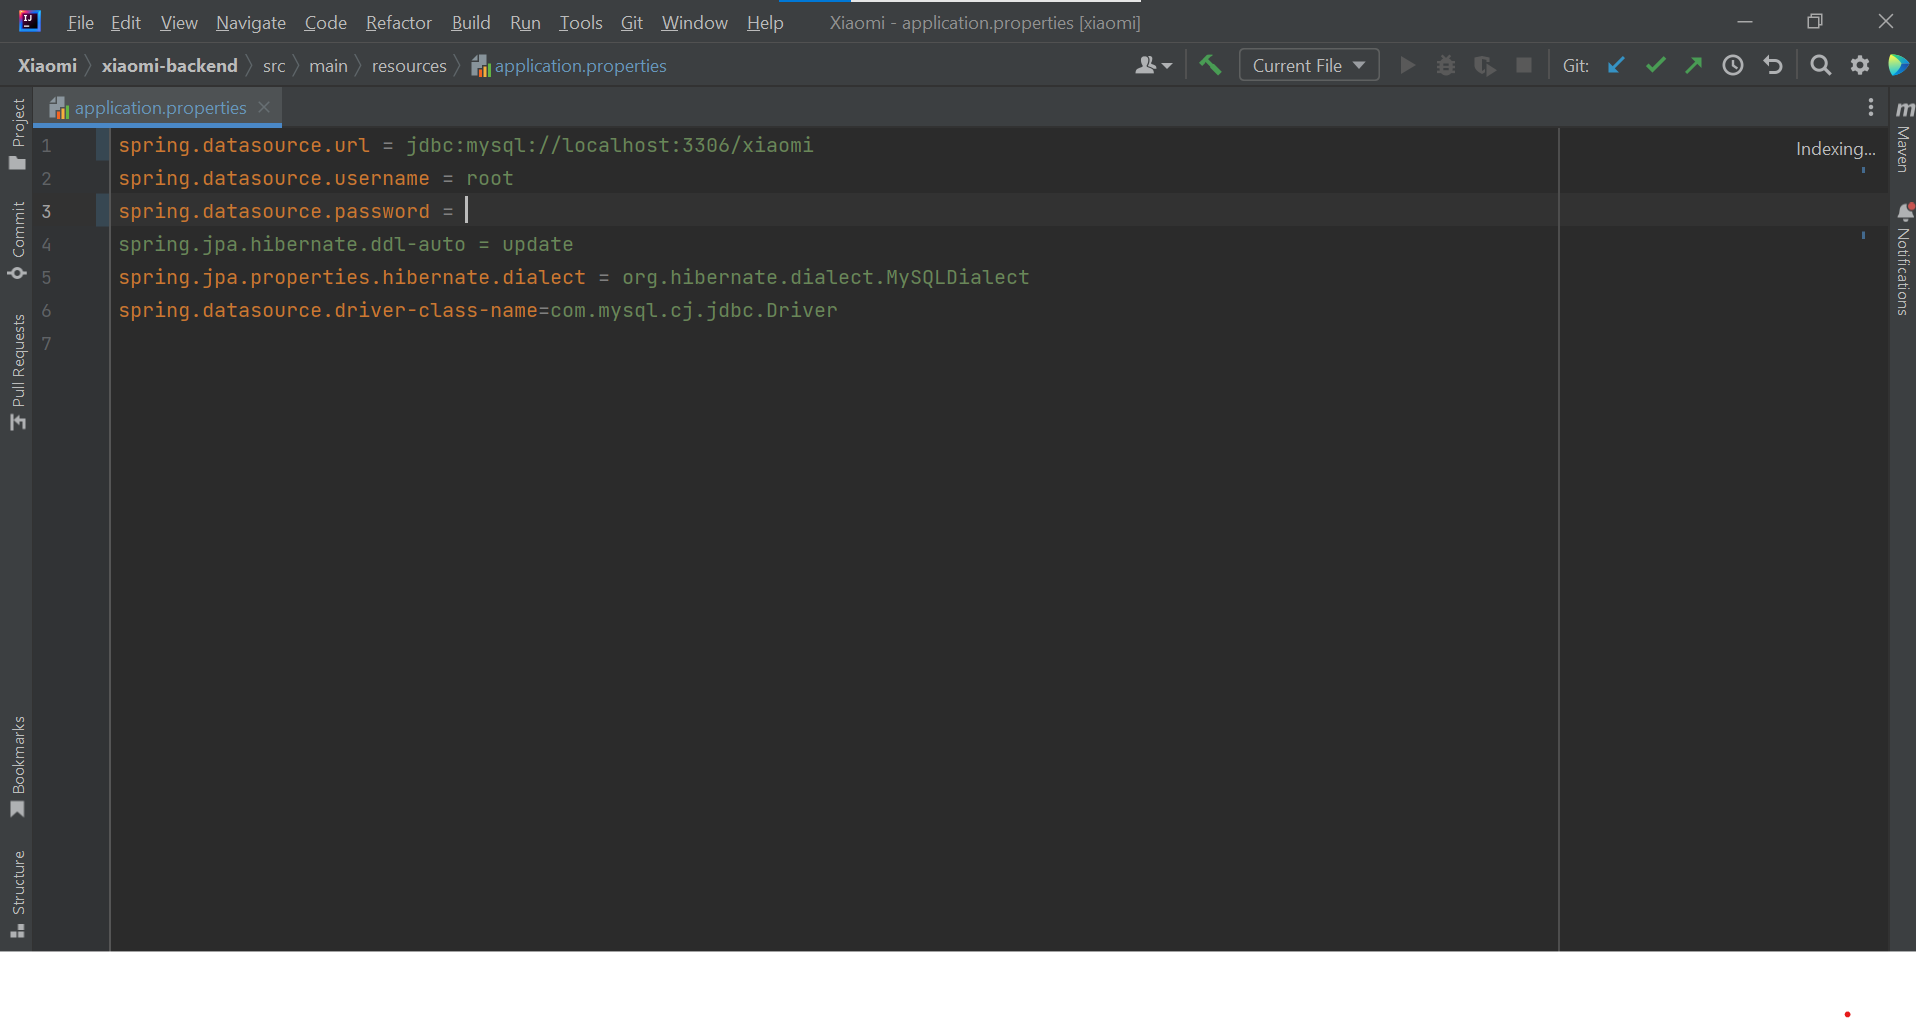 File Edit View Navigate Code Refactor Build Run Tools Git Window Help Xiaomi - application.properties [xiaomi]
Xiaomi xiaomi-backend src main resources application.properties Current File Git:
application.properties
Project
Commit
Pull Requests
Bookmarks
Structure
1 spring.datasource.url = jdbc:mysql://localhost:3306/xiaomi
2 spring.datasource.username = root
3 spring.datasource.password =
4 spring.jpa.hibernate.ddl-auto = update
5 spring.jpa.properties.hibernate.dialect = org.hibernate.dialect.MySQLDialect
6 spring.datasource.driver-class-name=com.mysql.cj.jdbc.Driver
7
Indexing...
m
Maven
Notifications